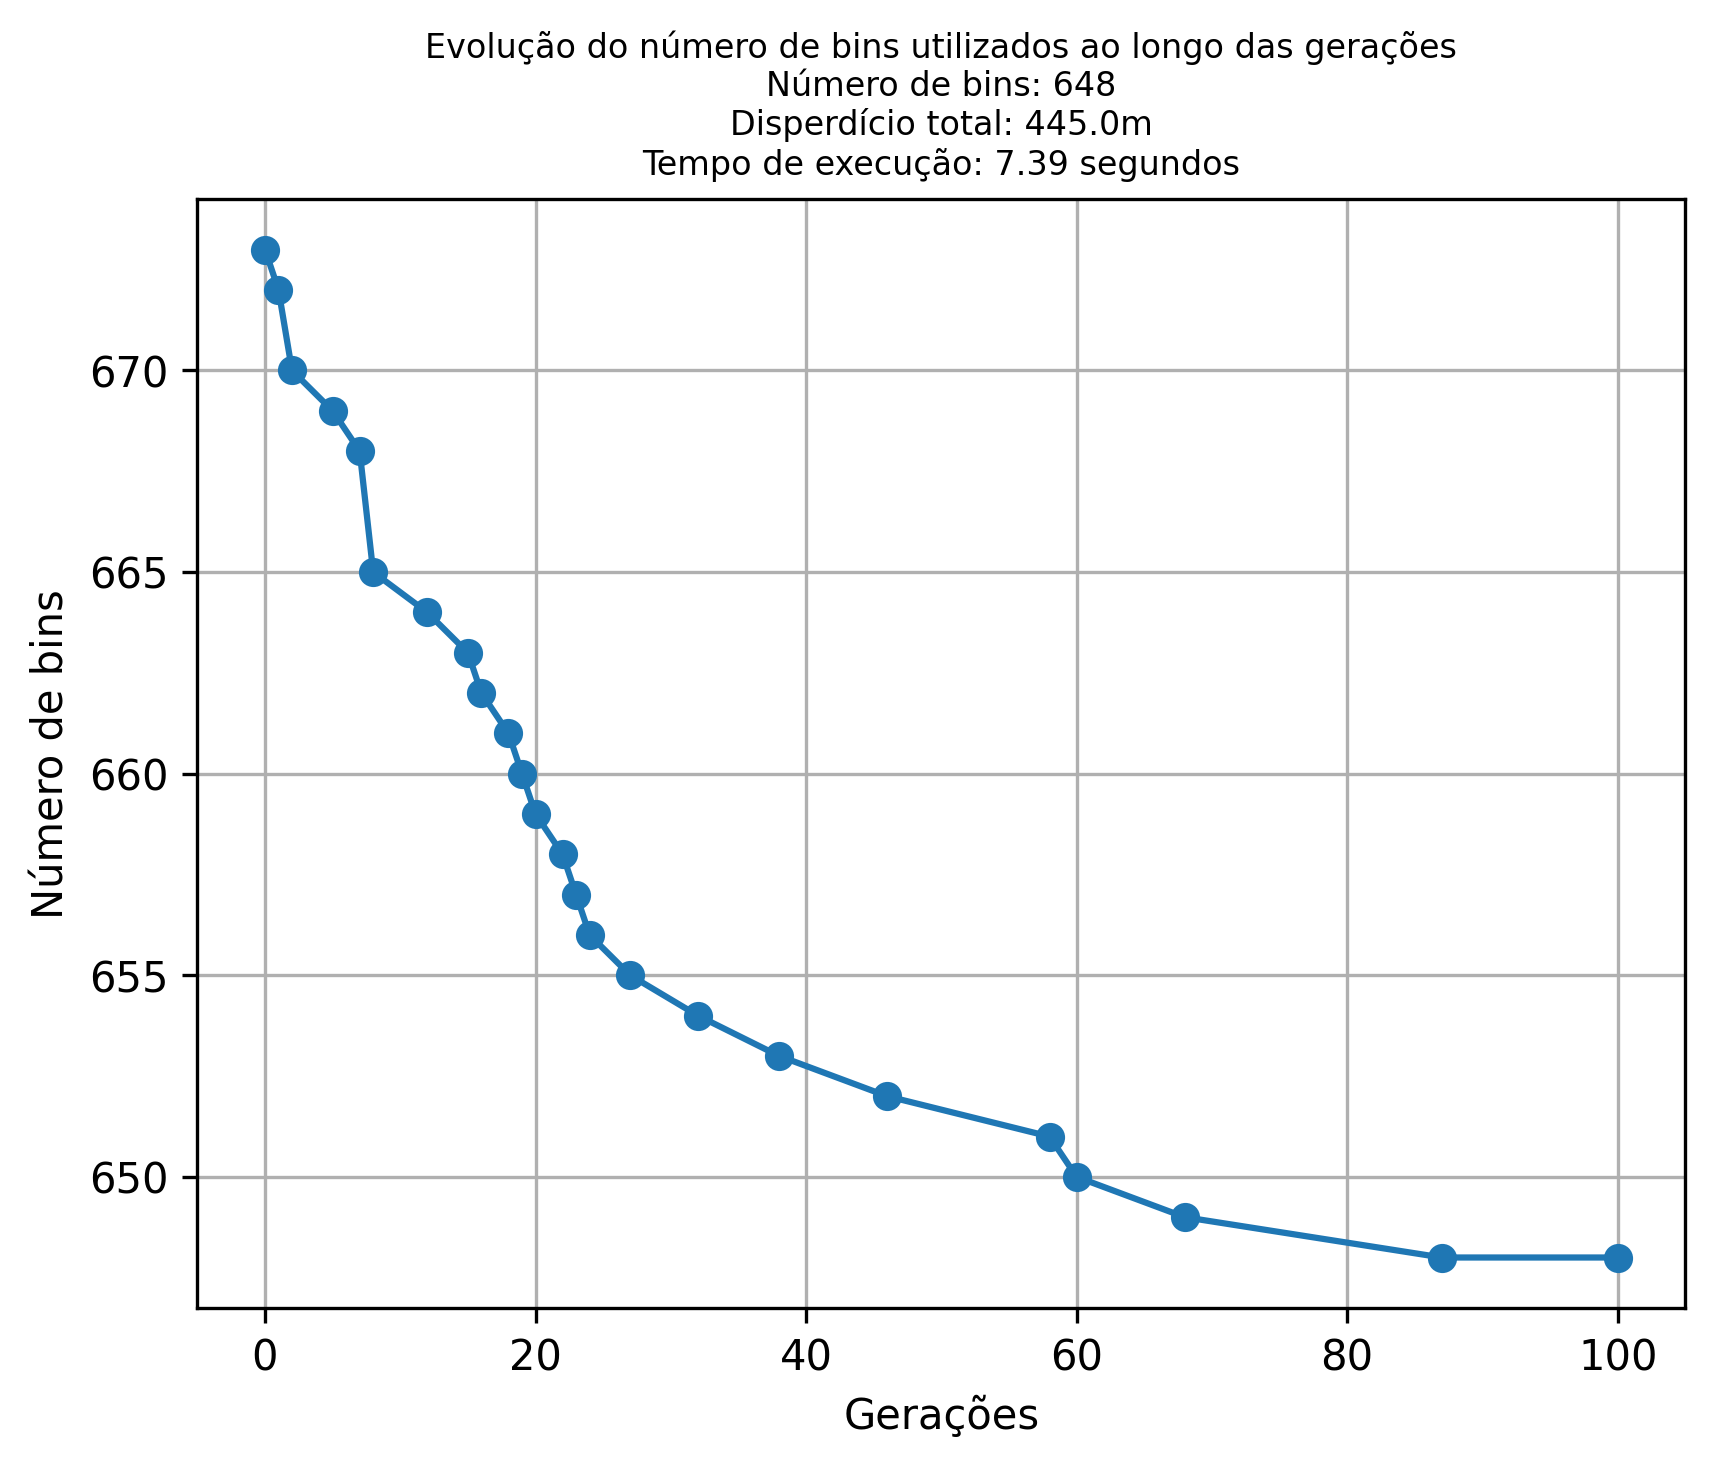 Evolução do número de bins utilizados ao longo das gerações
Número de bins: 648
Disperdício total: 445.0m
Tempo de execução: 7.39 segundos
Número de bins
670
665
660
655
650
0 20 40 60 80 100
Gerações